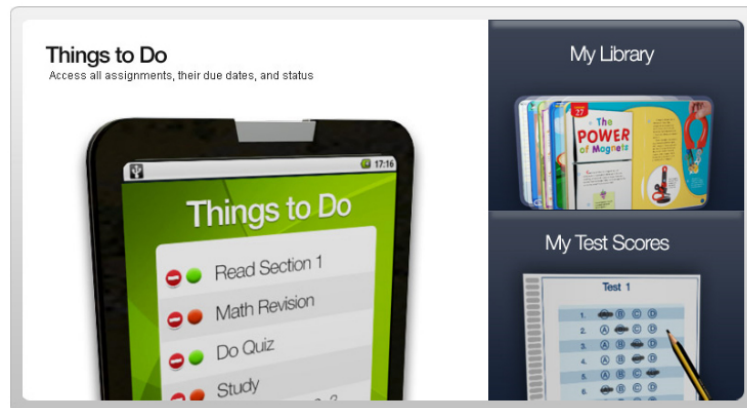 Things to Do
Access all assignments, their due dates, and status
17:16
Things to Do
Read Section 1
Math Revision
Do Quiz
Study
My Library
27
The
POWER
of Magnets
My Test Scores
Test 1
1. B C D
2. A C D
3. A B D
4. A B D
5. A B C
6. B C D